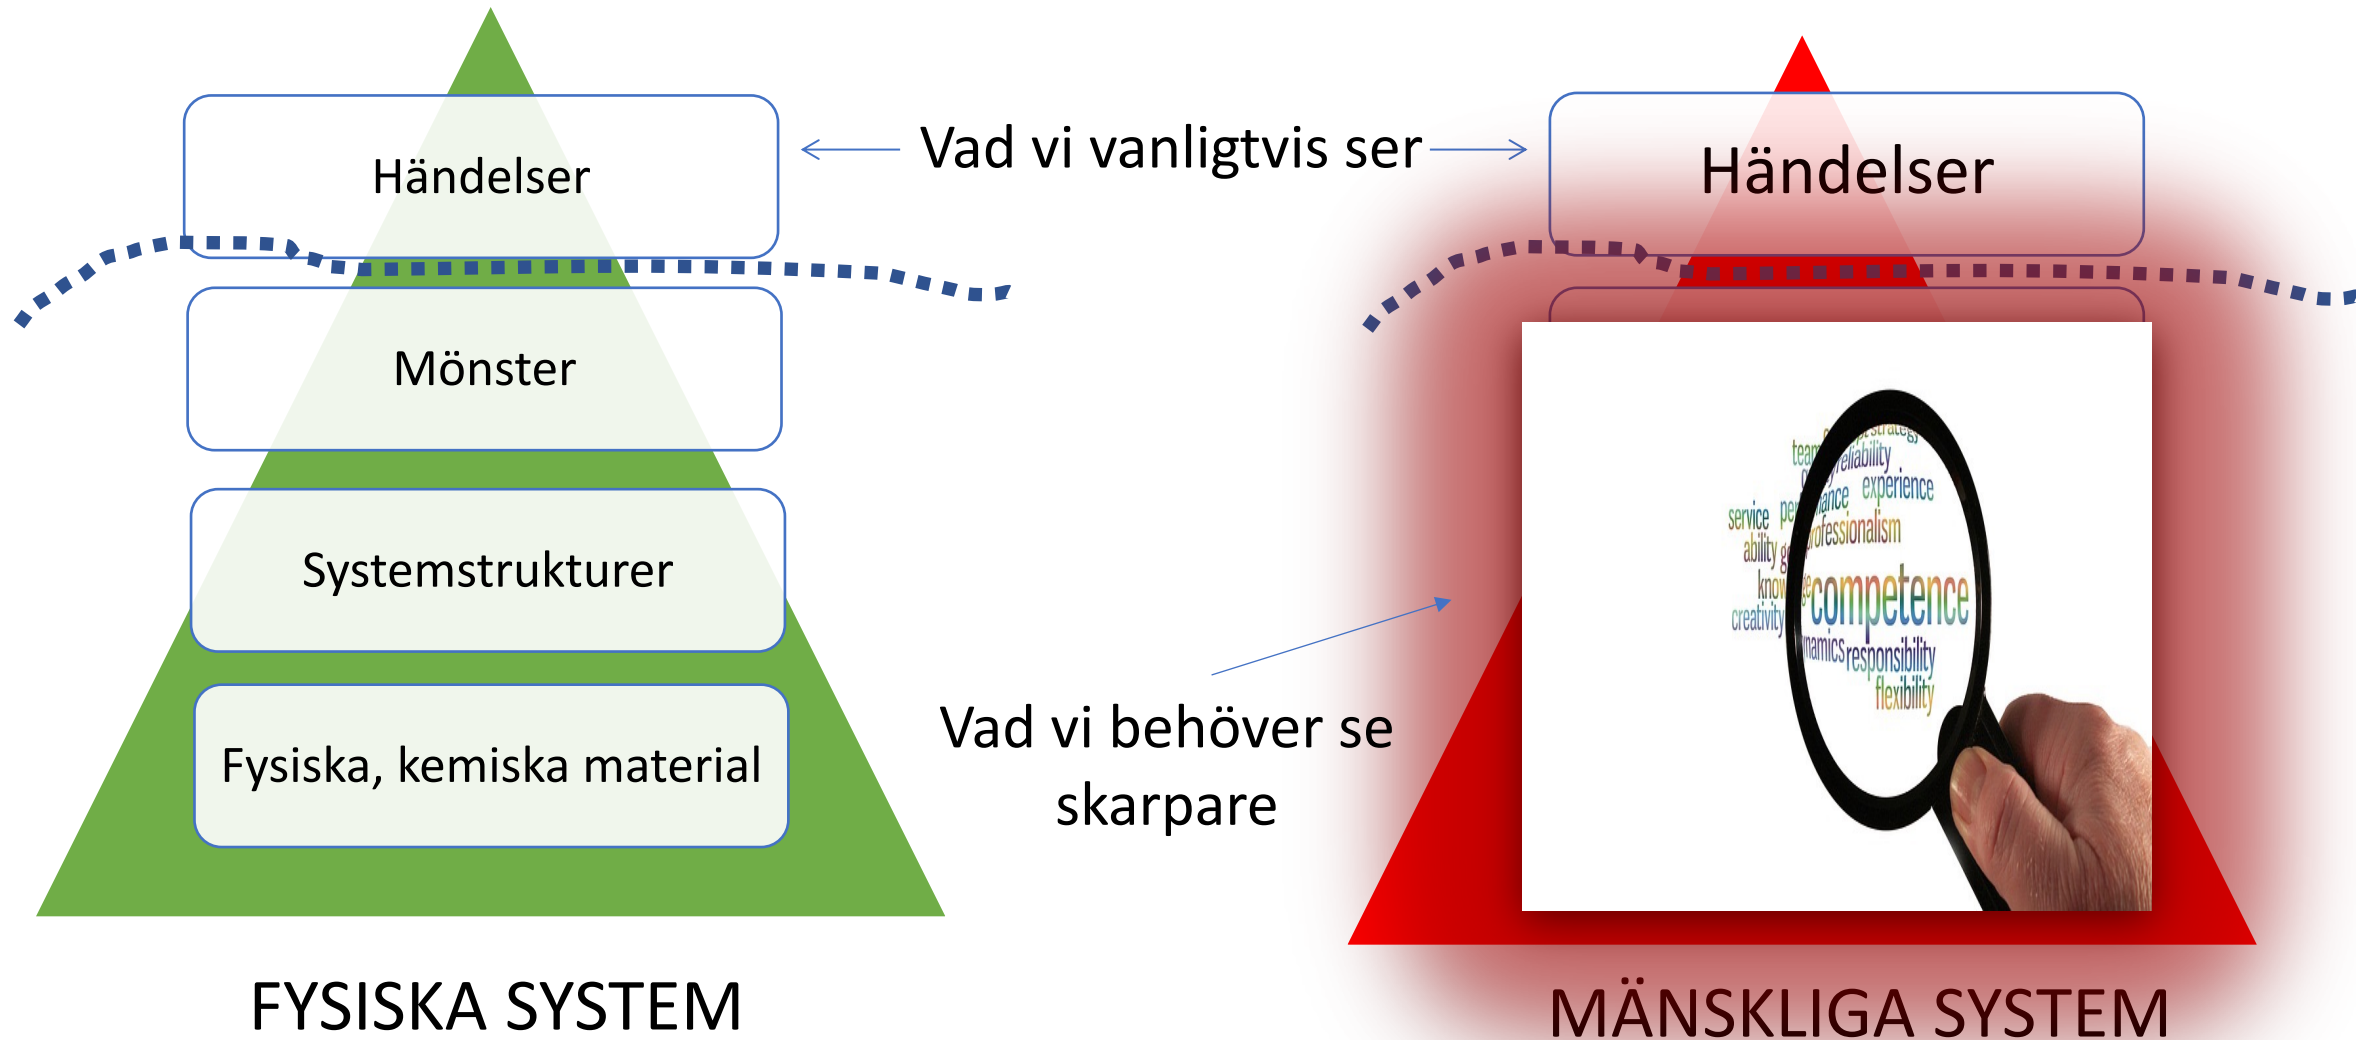 Händelser
Vad vi vanligtvis ser
Händelser
Mönster
Systemstrukturer
Fysiska, kemiska material
Vad vi behöver se
skarpare
strategy
reliability
experience
service
professionalism
ability
competence
creativity
responsibility
flexibility
FYSISKA SYSTEM
MÄNSKLIGA SYSTEM